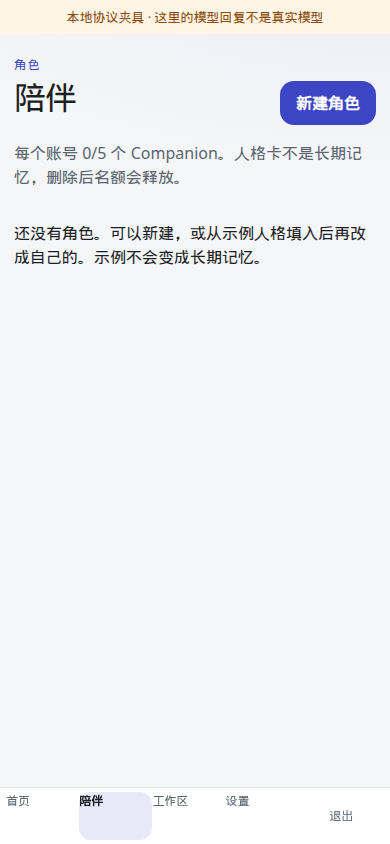 本地协议夹具 · 这里的模型回复不是真实模型
角色
陪伴
新建角色
每个账号 0/5 个 Companion。人格卡不是长期记
忆，删除后名额会释放。
还没有角色。可以新建，或从示例人格填入后再改
成自己的。示例不会变成长期记忆。
首页
陪伴
工作区
设置
退出